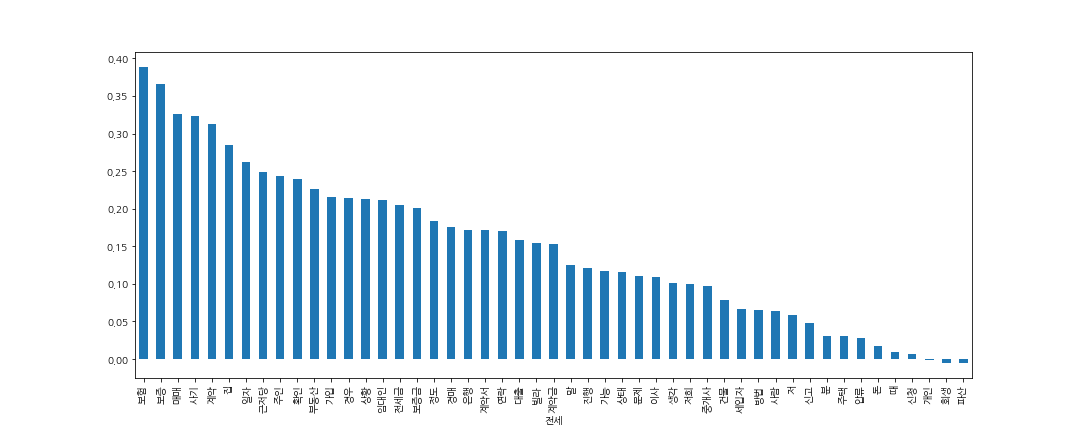 0.40
0.35
0.30
0.25
0.20
0.15
0.10
0.05
0.00
보험
보증
매매
사기
계약
집
일자
근저당
주인
확인
부동산
가입
경우
상황
임대인
전세금
보증금
정도
경매
은행
계약서
연락
대출
빌라
계약금
말
진행
가능
상태
문제
이사
생각
저희
중개사
건물
세입자
방법
사람
저
신고
분
주택
압류
돈
때
신청
개인
회생
파산
전세